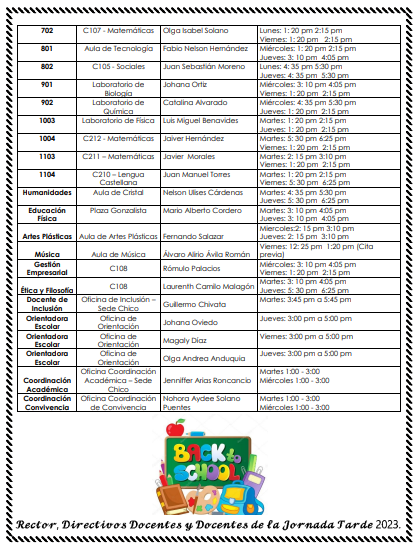 702 C107 - Matemáticas Olga Isabel Solano Lunes: 1: 20 pm 2:15 pm
Viernes: 1: 20 pm 2:15 pm
801 Aula de Tecnología Fabio Nelson Hernández Miércoles: 1: 20 pm 2:15 pm
Jueves: 3: 10 pm 4:05 pm
802 C105 - Sociales Juan Sebastián Moreno Lunes: 4: 35 pm 5:30 pm
Jueves: 4: 35 pm 5:30 pm
901 Laboratorio de Johana Ortiz Miércoles: 3: 10 pm 4:05 pm
Biología Viernes: 1: 20 pm 2:15 pm
902 Laboratorio de Catalina Alvarado Miércoles: 4: 35 pm 5:30 pm
Química Jueves: 1: 20 pm 2:15 pm
1003 Laboratorio de Física Luis Miguel Benavides Martes: 1: 20 pm 2:15 pm
Jueves: 1: 20 pm 2:15 pm
1004 C212 - Matemáticas Jaiver Hernández Martes: 5: 30 pm 6:25 pm
Viernes: 1: 20 pm 2:15 pm
1103 C211 – Matemáticas Javier Morales Martes: 2: 15 pm 3:10 pm
Viernes: 1: 20 pm 2:15 pm
1104 C210 – Lengua Juan Manuel Torres Martes: 1: 20 pm 2:15 pm
Castellana Viernes: 5: 30 pm 6:25 pm
Humanidades Aula de Cristal Nelson Ulises Cárdenas Martes: 4: 35 pm 5:30 pm
Jueves: 5: 30 pm 6:25 pm
Educación Plaza Gonzalista Mario Alberto Cordero Martes: 3: 10 pm 4:05 pm
Física Jueves: 3: 10 pm 4:05 pm
Miercoles:2: 15 pm 3:10 pm
Artes Plásticas Aula de Artes Plásticas Fernando Salazar Jueves: 2: 15 pm 3:10 pm
Viernes: 12: 25 pm 1:20 pm (Cita
Música Aula de Música Álvaro Alirio Ávila Román previa)
Gestión Miércoles: 3: 10 pm 4:05 pm
Empresarial C108 Rómulo Palacios Viernes: 1: 20 pm 2:15 pm
Martes: 3: 10 pm 4:05 pm
Ética y Filosofía C108 Laurenth Camilo Malagón Jueves: 5: 30 pm 6:25 pm
Docente de Oficina de Inclusión – Martes: 3:45 pm a 5:45 pm
Inclusión Sede Chico Guillermo Chivata
Orientadora Oficina de Jueves: 3:00 pm a 5:00 pm
Escolar Orientación Johana Oviedo
Orientadora Oficina de Viernes: 3:00 pm a 5:00 pm
Escolar Orientación Magaly Díaz
Orientadora Oficina de Jueves: 3:00 pm a 5:00 pm
Escolar Orientación Olga Andrea Anduquia
Oficina Coordinación Martes 1:00 - 3:00
Coordinación Académica – Sede Jenniffer Arias Roncancio Miércoles 1:00 - 3:00
Académica Chico
Coordinación Oficina Coordinación Nohora Aydee Solano Martes 1:00 - 3:00
Convivencia de Convivencia Puentes Miércoles 1:00 - 3:00
BACK to
SCHOOL
Rector, Directivos Docentes y Docentes de la Jornada Tarde 2023.